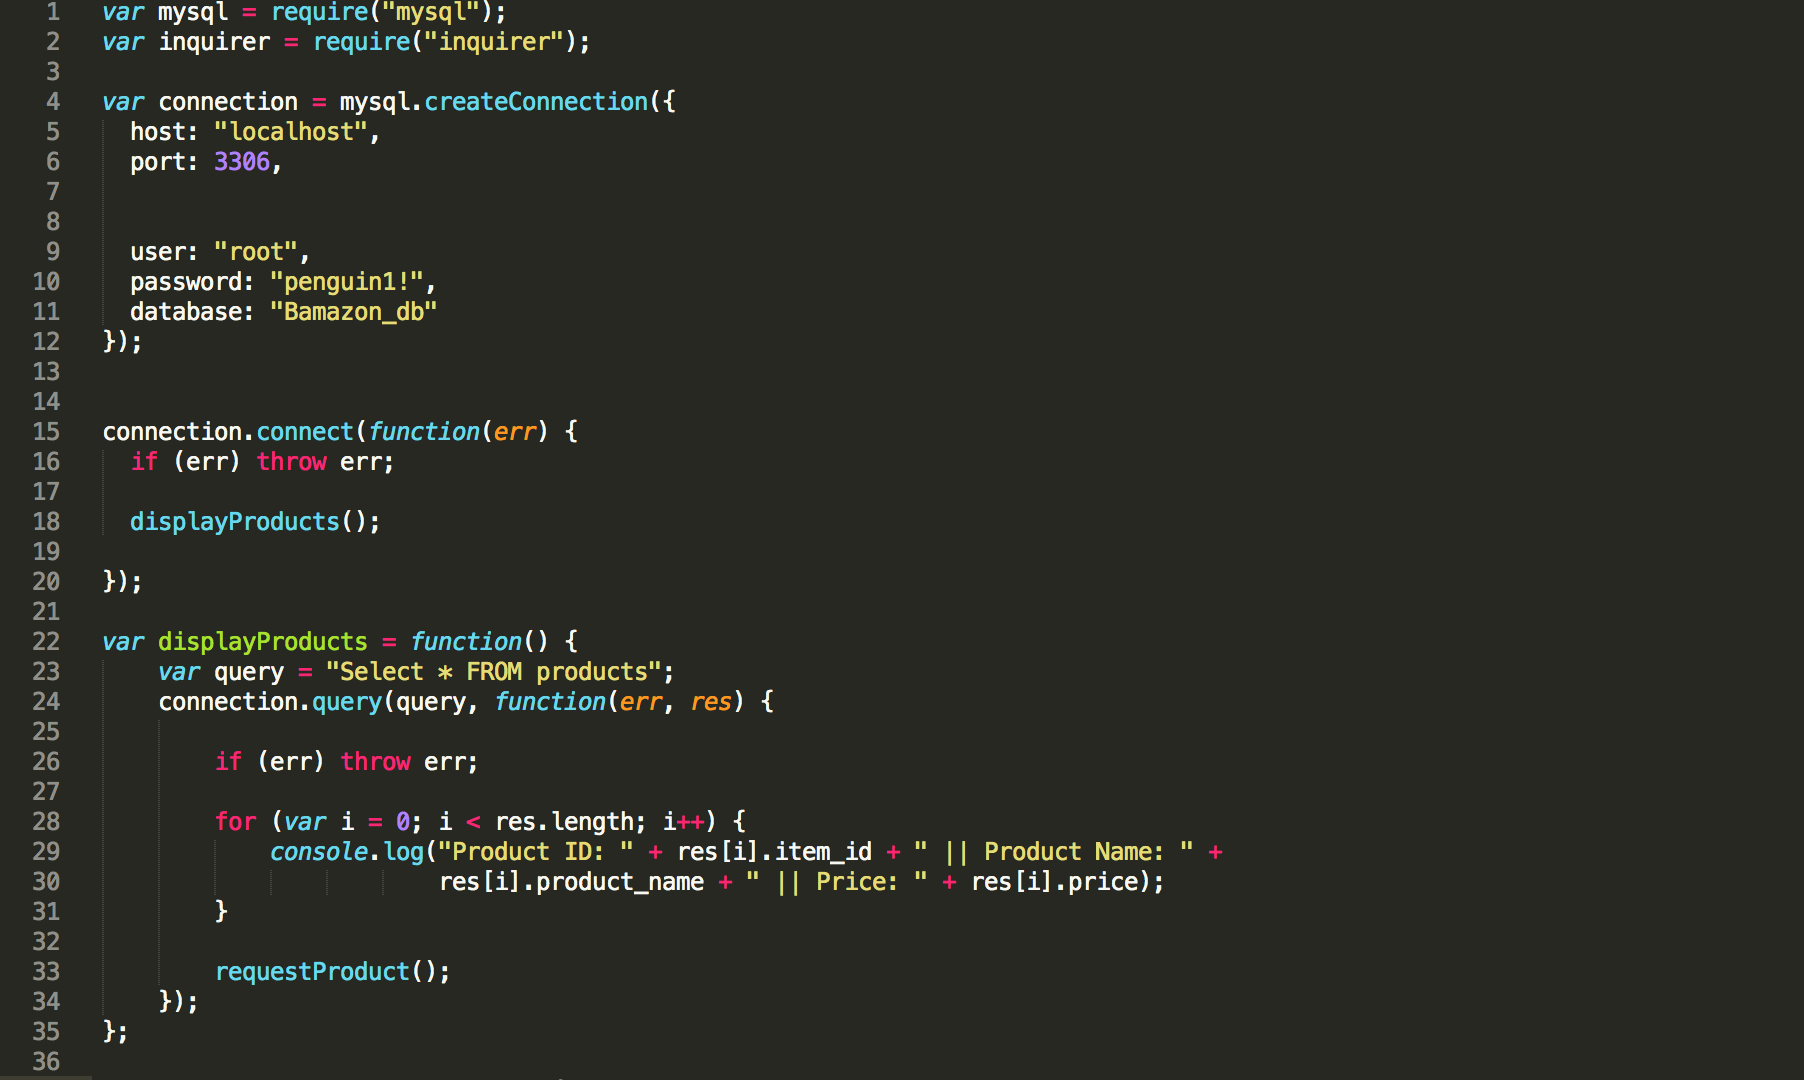 1 var mysql = require("mysql");
2 var inquirer = require("inquirer");
3
4 var connection = mysql.createConnection({
5   host: "localhost",
6   port: 3306,
7
8
9   user: "root",
10   password: "penguin1!",
11   database: "Bamazon_db"
12 });
13
14
15 connection.connect(function(err) {
16   if (err) throw err;
17
18   displayProducts();
19
20 });
21
22 var displayProducts = function() {
23     var query = "Select * FROM products";
24     connection.query(query, function(err, res) {
25
26         if (err) throw err;
27
28         for (var i = 0; i < res.length; i++) {
29             console.log("Product ID: " + res[i].item_id + " || Product Name: " +
30                         res[i].product_name + " || Price: " + res[i].price);
31         }
32
33         requestProduct();
34     });
35 };
36